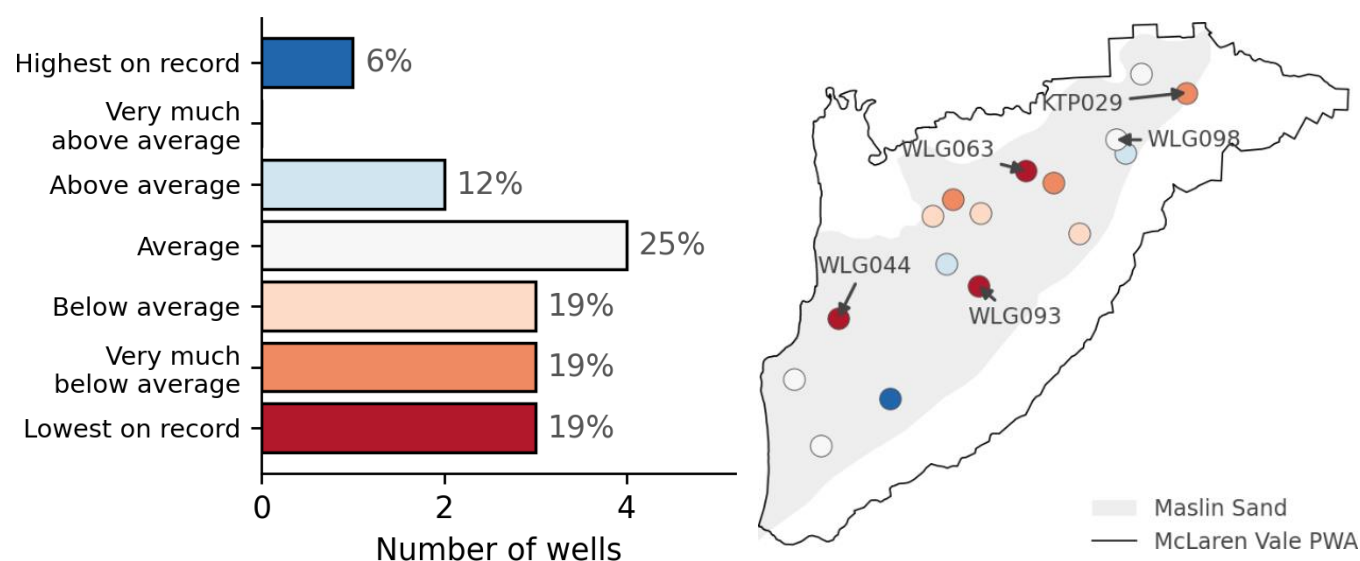 Highest on record
6%
Very much
above average
Above average
12%
Average
25%
Below average
19%
Very much
below average
19%
Lowest on record
19%
0
2
4
Number of wells
KTP029
WLG098
WLG063
WLG044
WLG093
Maslin Sand
McLaren Vale PWA